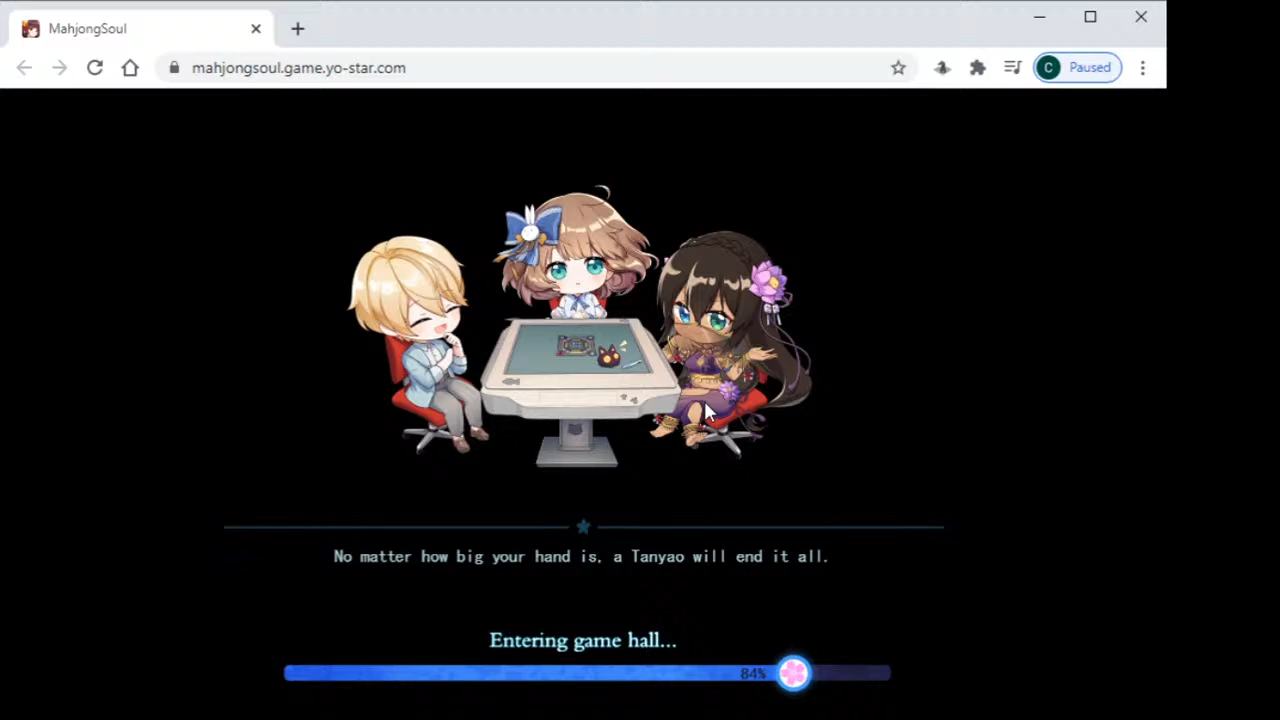 MahjongSoul
mahjongsoul.game.yo-star.com
C Paused
No matter how big your hand is, a Tanyao will end it all.
Entering game hall...
84%